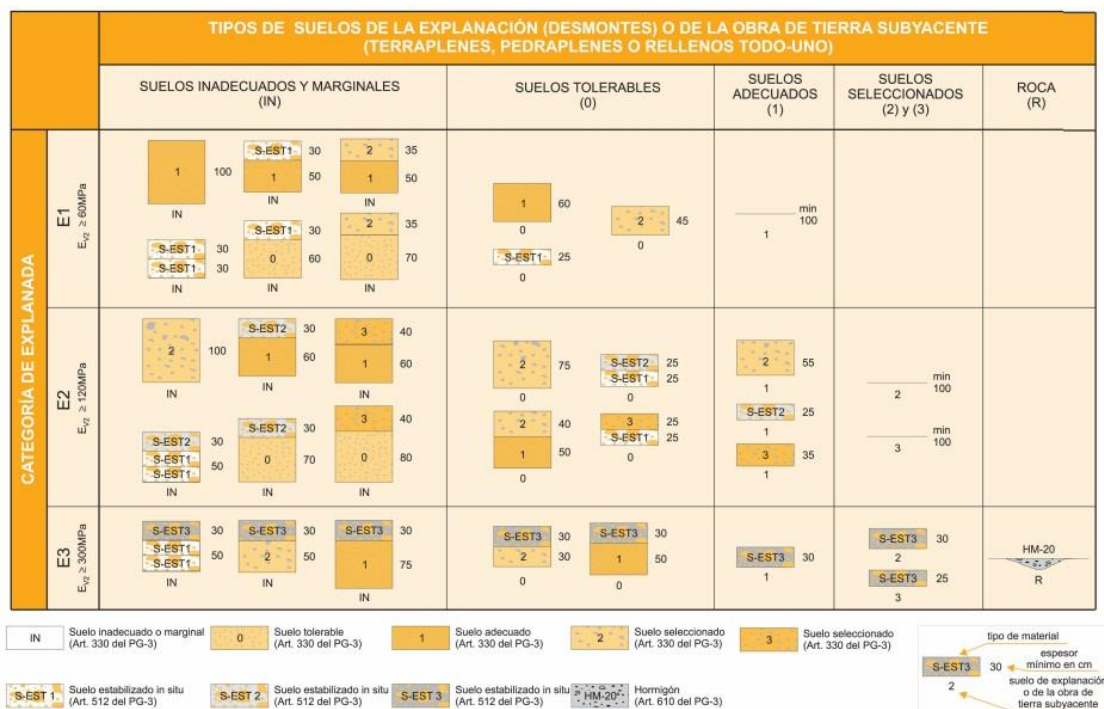 TIPOS DE SUELOS DE LA EXPLANACIÓN (DESMONTES) O DE LA OBRA DE TIERRA SUBYACENTE
(TERRAPLENES, PEDRAPLENES O RELLENOS TODO-UNO)
SUELOS INADECUADOS Y MARGINALES
(IN)
SUELOS TOLERABLES
(0)
SUELOS
ADECUADOS
(1)
SUELOS
SELECCIONADOS
(2) y (3)
ROCA
(R)
CATEGORÍA DE EXPLANADA
E1
EV2 ≥ 60MPa
1 100
IN
S-EST1 30
1 50
IN
2 35
1 50
IN
S-EST1 30
S-EST1 30
IN
S-EST1 30
0 60
IN
2 35
0 70
IN
1 60
0
2 45
0
S-EST1 25
0
min
100
1
E2
EV2 ≥ 120MPa
2 100
IN
S-EST2 30
1 60
IN
3 40
1 60
IN
S-EST2 30
S-EST1 50
S-EST1
IN
S-EST2 30
0 70
IN
3 40
0 80
IN
2 75
0
S-EST2 25
S-EST1 25
0
2 40
1 50
0
3 25
S-EST1 25
0
2 55
1
S-EST2 25
1
3 35
1
min
100
2
min
100
3
E3
EV2 ≥ 300MPa
S-EST3 30
S-EST1 50
S-EST1
IN
S-EST3 30
2 50
IN
S-EST3 30
1 75
IN
S-EST3 30
2 30
0
S-EST3 30
1 50
0
S-EST3 30
1
S-EST3 30
2
S-EST3 25
3
HM-20
R
IN Suelo inadecuado o marginal
(Art. 330 del PG-3)
0 Suelo tolerable
(Art. 330 del PG-3)
1 Suelo adecuado
(Art. 330 del PG-3)
2 Suelo seleccionado
(Art. 330 del PG-3)
3 Suelo seleccionado
(Art. 330 del PG-3)
S-EST 1 Suelo estabilizado in situ
(Art. 512 del PG-3)
S-EST 2 Suelo estabilizado in situ
(Art. 512 del PG-3)
S-EST 3 Suelo estabilizado in situ
(Art. 512 del PG-3)
HM-20 Hormigón
(Art. 610 del PG-3)
tipo de material
espesor
mínimo en cm
S-EST3 30
2
suelo de explanación
o de la obra de
tierra subyacente